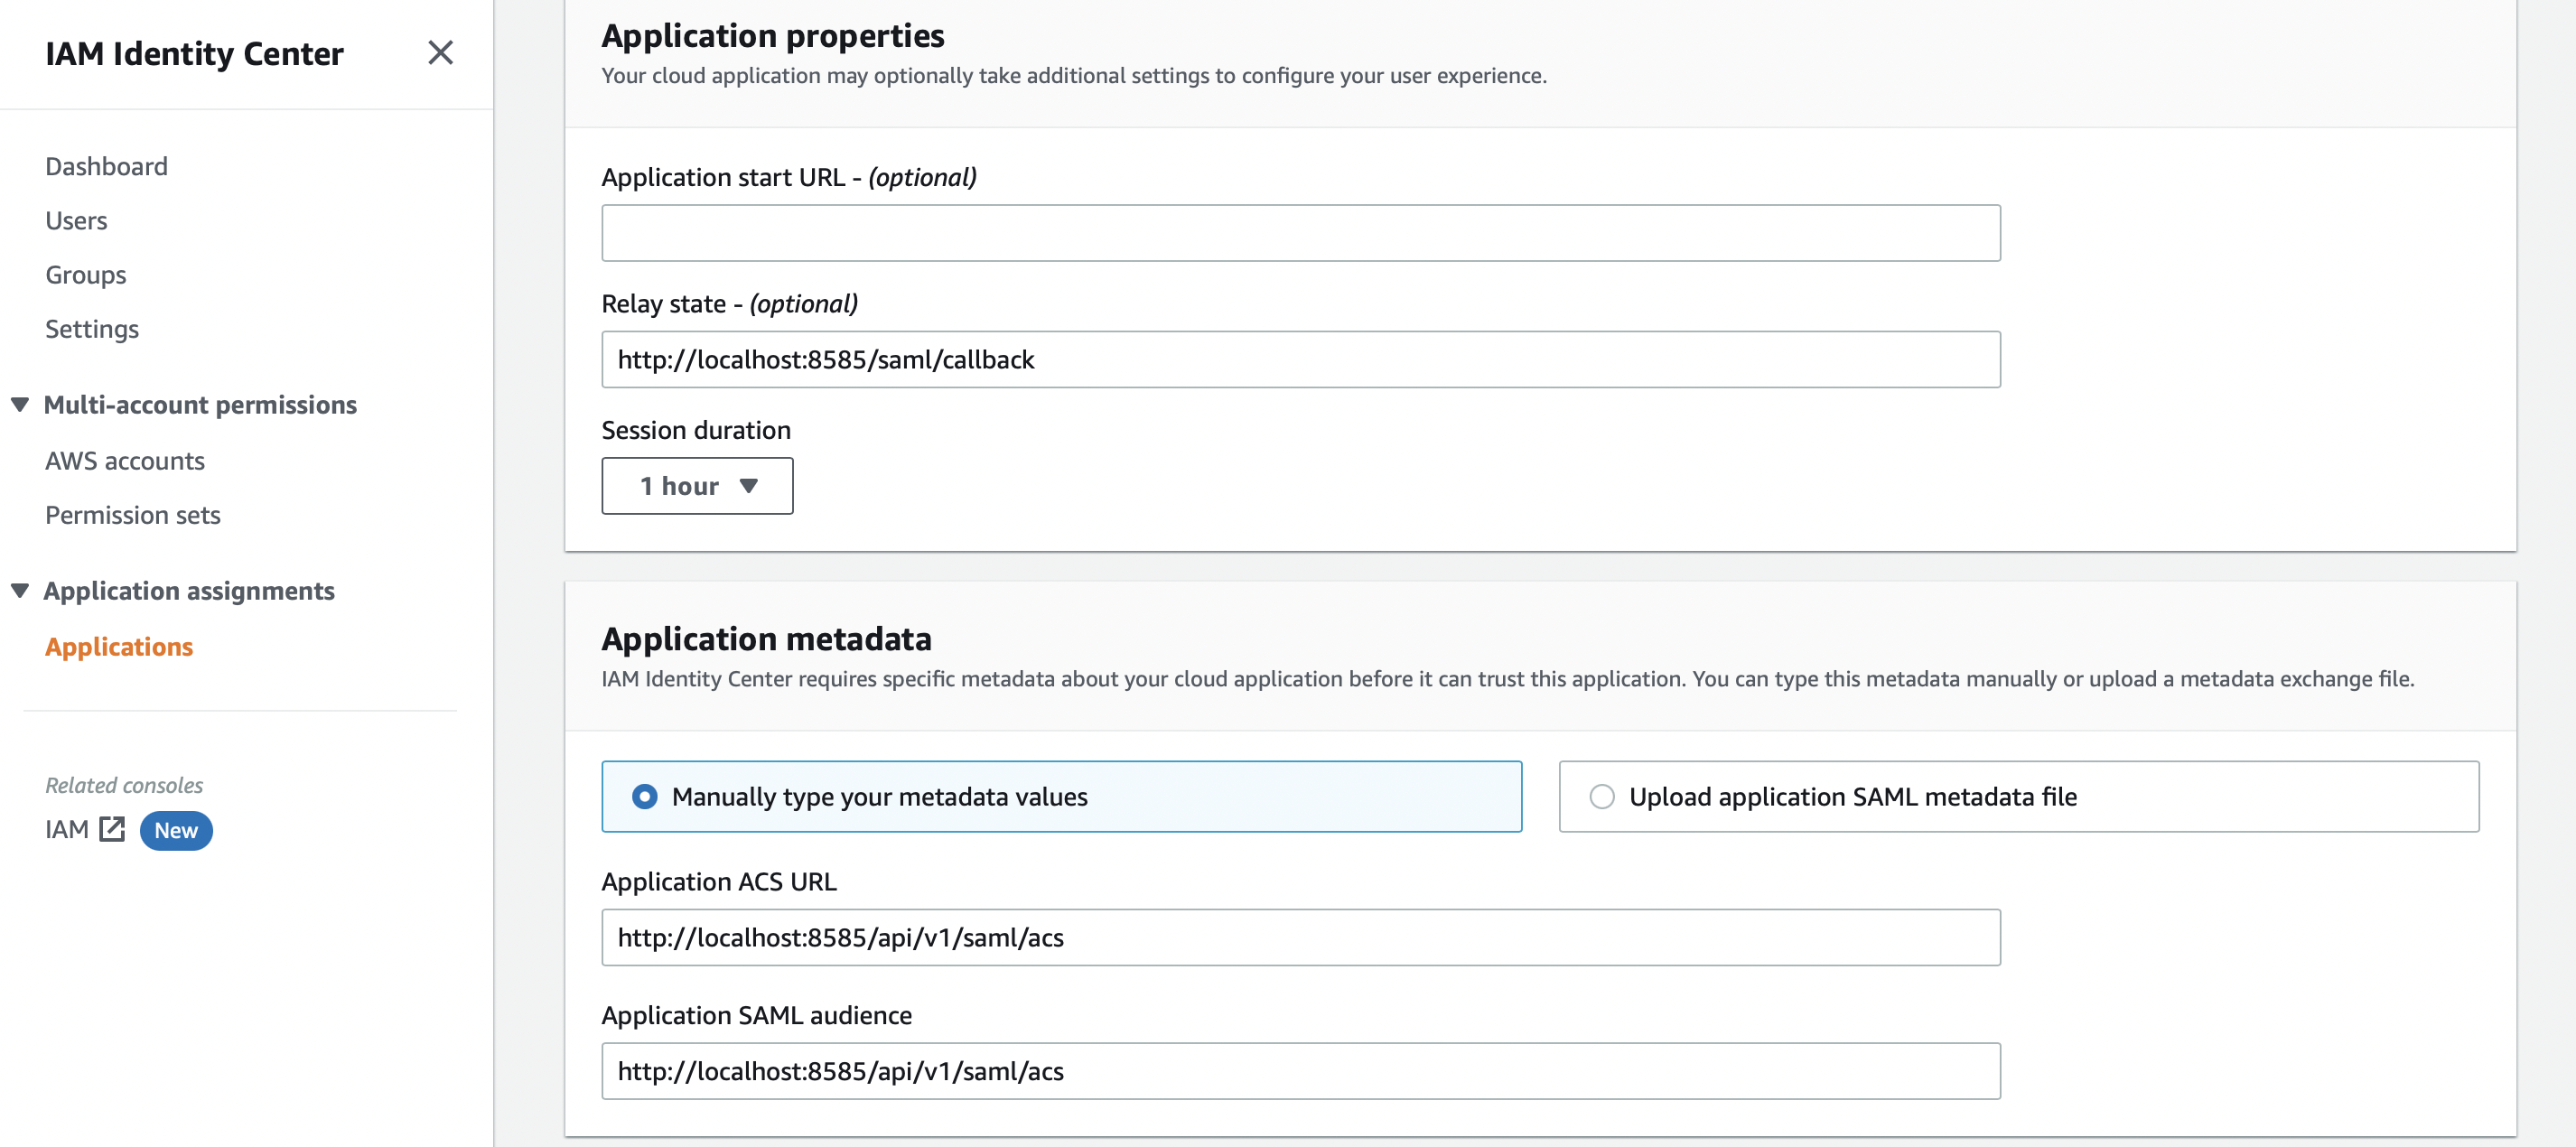 IAM Identity Center
Dashboard
Users
Groups
Settings
Multi-account permissions
AWS accounts
Permission sets
Application assignments
Applications
Related consoles
IAM New
Application properties
Your cloud application may optionally take additional settings to configure your user experience.
Application start URL - (optional)
Relay state - (optional)
http://localhost:8585/saml/callback
Session duration
1 hour
Application metadata
IAM Identity Center requires specific metadata about your cloud application before it can trust this application. You can type this metadata manually or upload a metadata exchange file.
Manually type your metadata values
Upload application SAML metadata file
Application ACS URL
http://localhost:8585/api/v1/saml/acs
Application SAML audience
http://localhost:8585/api/v1/saml/acs